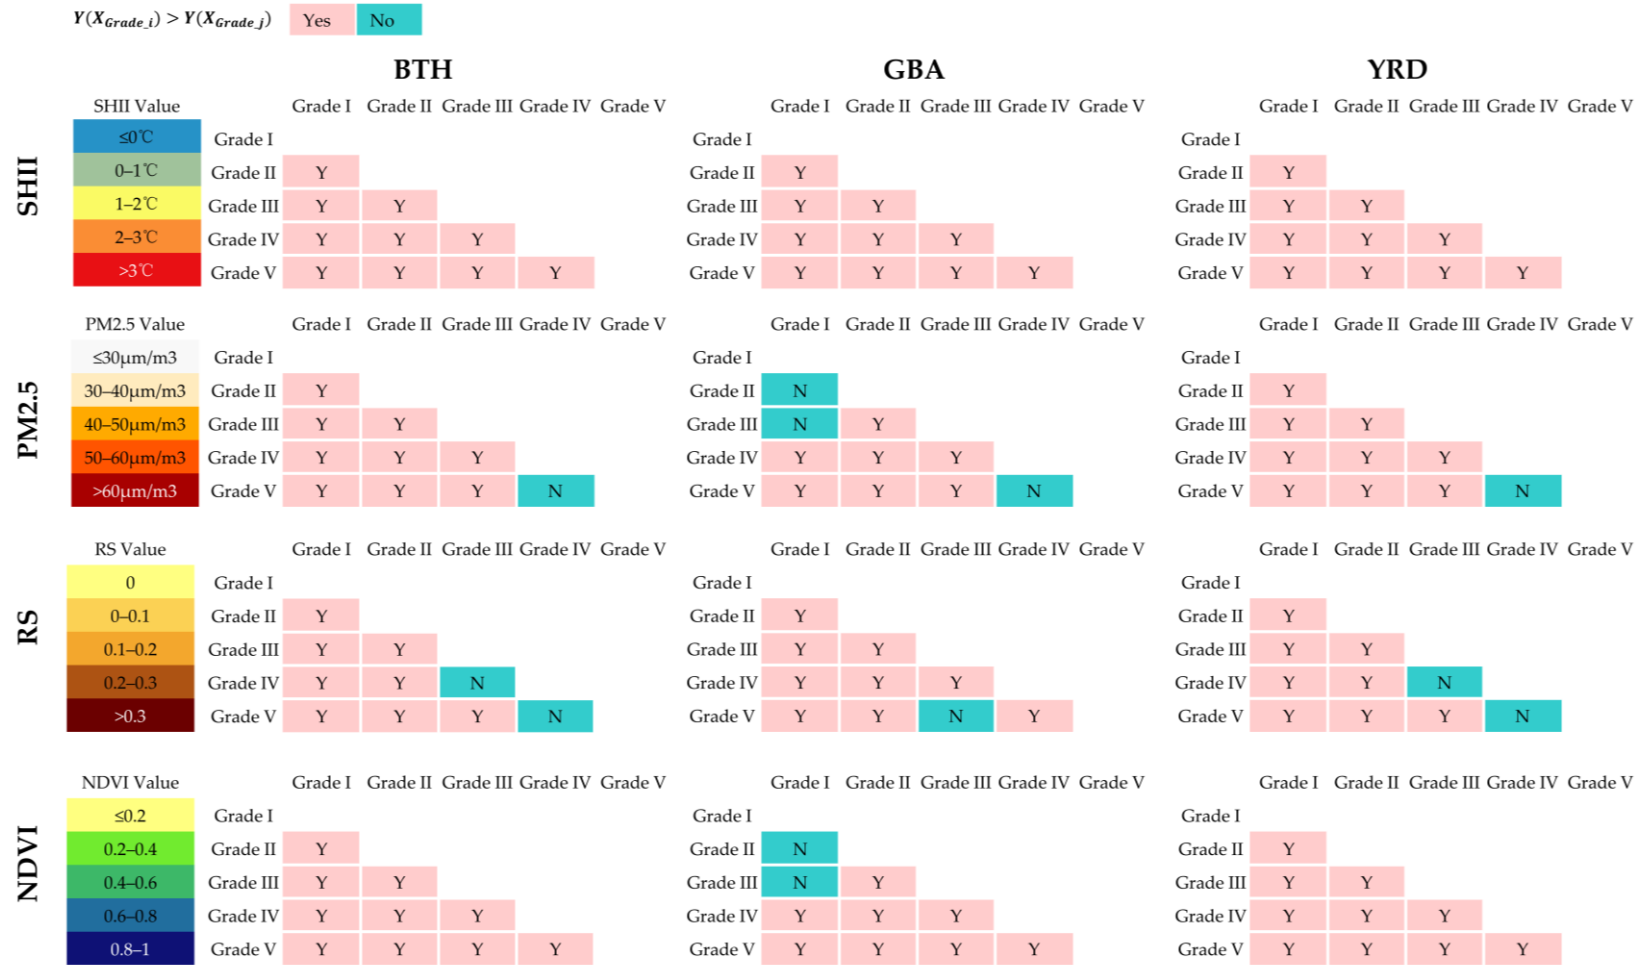 Y(X_Grade_i) > Y(X_Grade_j) Yes No
BTH GBA YRD
SHII
SHII Value Grade I Grade II Grade III Grade IV Grade V Grade I Grade II Grade III Grade IV Grade V Grade I Grade II Grade III Grade IV Grade V
≤0℃ Grade I Grade I Grade I
0–1℃ Grade II Y Grade II Y Grade II Y
1–2℃ Grade III Y Y Grade III Y Y Grade III Y Y
2–3℃ Grade IV Y Y Y Grade IV Y Y Y Grade IV Y Y Y
>3℃ Grade V Y Y Y Y Grade V Y Y Y Y Grade V Y Y Y Y
PM2.5
PM2.5 Value Grade I Grade II Grade III Grade IV Grade V Grade I Grade II Grade III Grade IV Grade V Grade I Grade II Grade III Grade IV Grade V
≤30μm/m3 Grade I Grade I Grade I
30–40μm/m3 Grade II Y Grade II N Grade II Y
40–50μm/m3 Grade III Y Y Grade III N Y Grade III Y Y
50–60μm/m3 Grade IV Y Y Y Grade IV Y Y Y Grade IV Y Y Y
>60μm/m3 Grade V Y Y Y N Grade V Y Y Y N Grade V Y Y Y N
RS
RS Value Grade I Grade II Grade III Grade IV Grade V Grade I Grade II Grade III Grade IV Grade V Grade I Grade II Grade III Grade IV Grade V
0 Grade I Grade I Grade I
0–0.1 Grade II Y Grade II Y Grade II Y
0.1–0.2 Grade III Y Y Grade III Y Y Grade III Y Y
0.2–0.3 Grade IV Y Y N Grade IV Y Y Y Grade IV Y Y N
>0.3 Grade V Y Y Y N Grade V Y Y N Y Grade V Y Y Y N
NDVI
NDVI Value Grade I Grade II Grade III Grade IV Grade V Grade I Grade II Grade III Grade IV Grade V Grade I Grade II Grade III Grade IV Grade V
≤0.2 Grade I Grade I Grade I
0.2–0.4 Grade II Y Grade II N Grade II Y
0.4–0.6 Grade III Y Y Grade III N Y Grade III Y Y
0.6–0.8 Grade IV Y Y Y Grade IV Y Y Y Grade IV Y Y Y
0.8–1 Grade V Y Y Y Y Grade V Y Y Y Y Grade V Y Y Y Y